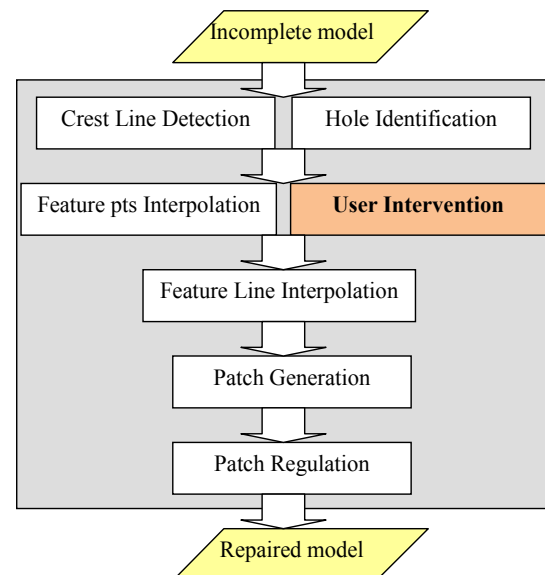 Incomplete model
Crest Line Detection
Hole Identification
Feature pts Interpolation
User Intervention
Feature Line Interpolation
Patch Generation
Patch Regulation
Repaired model